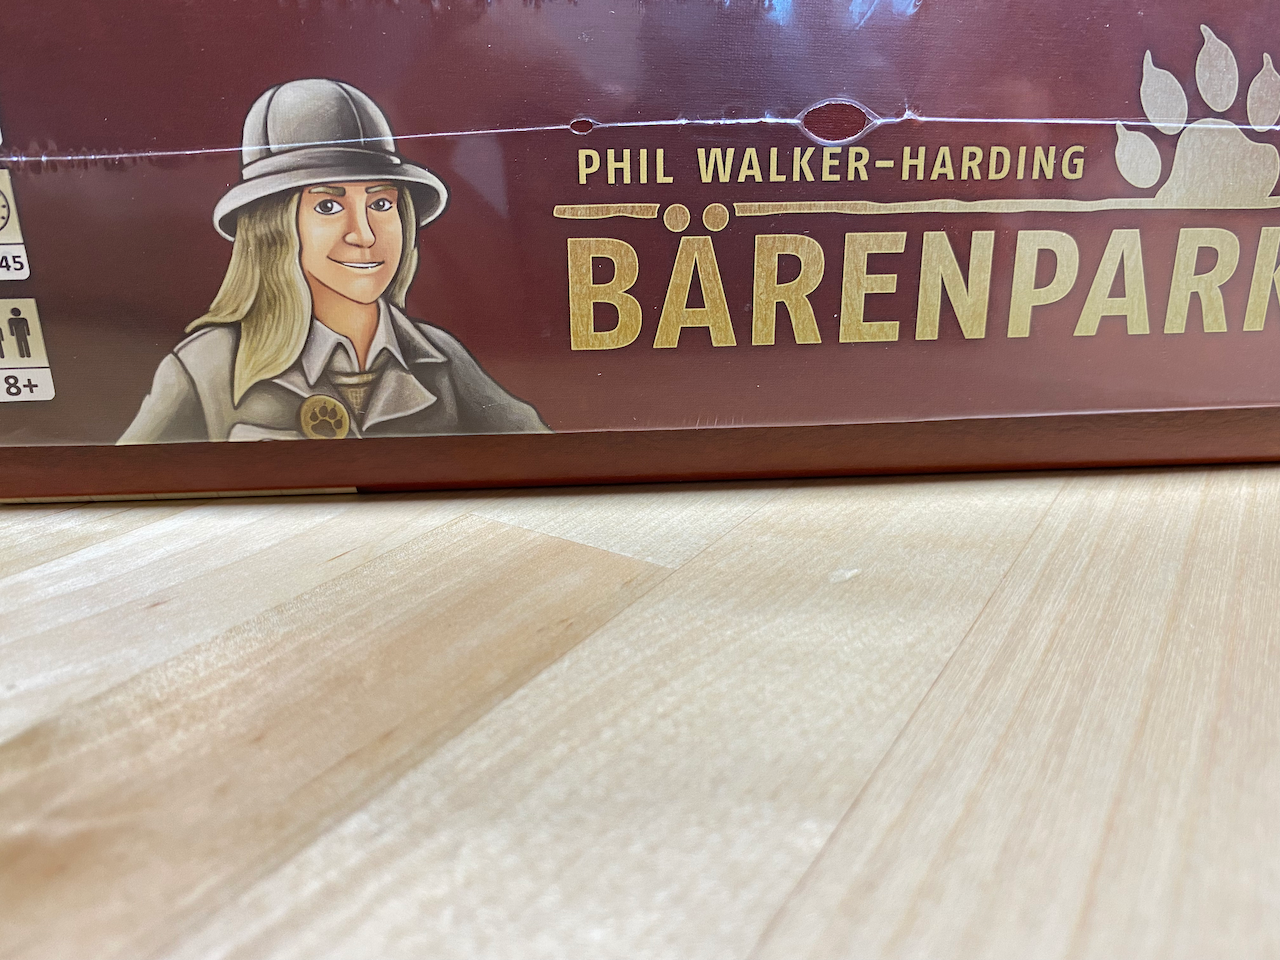 45
8+
PHIL WALKER-HARDING
BÄRENPARK